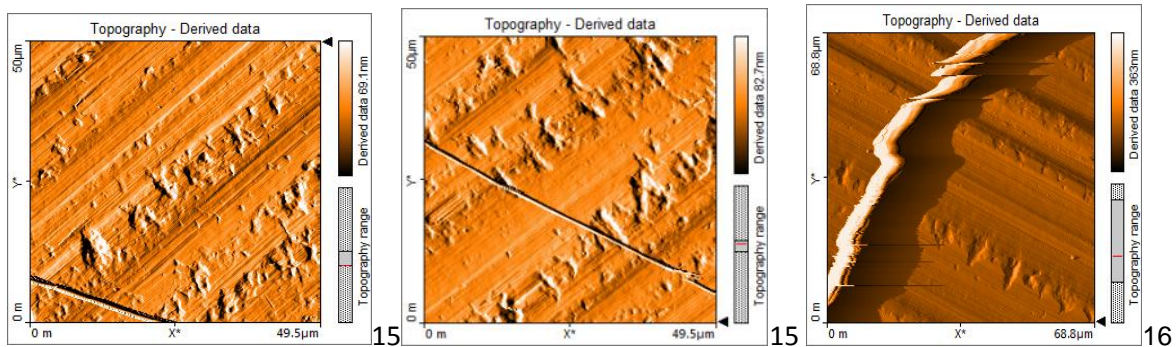 Topography - Derived data
50µm
Y*
0 m
0 m
X*
49.5µm
Derived data 69.1nm
Topography range
15
Topography - Derived data
50µm
Y*
0 m
0 m
X*
49.5µm
Derived data 82.7nm
Topography range
15
Topography - Derived data
68.8µm
Y*
0 m
0 m
X*
68.8µm
Derived data 363nm
Topography range
16